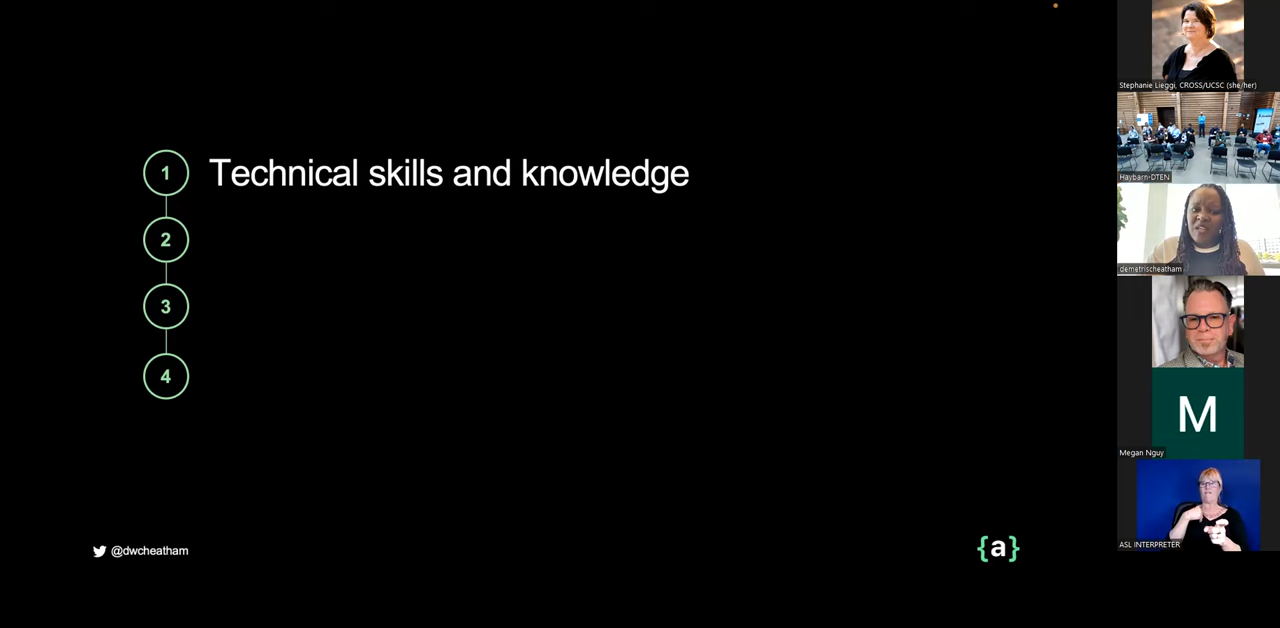 1 Technical skills and knowledge
2
3
4
@dwcheatham
{a}
Stephanie Lieggi, CROSS/UCSC (she/her)
Haybarn-DTEN
demetrischeatham
M
Megan Nguy
ASL INTERPRETER